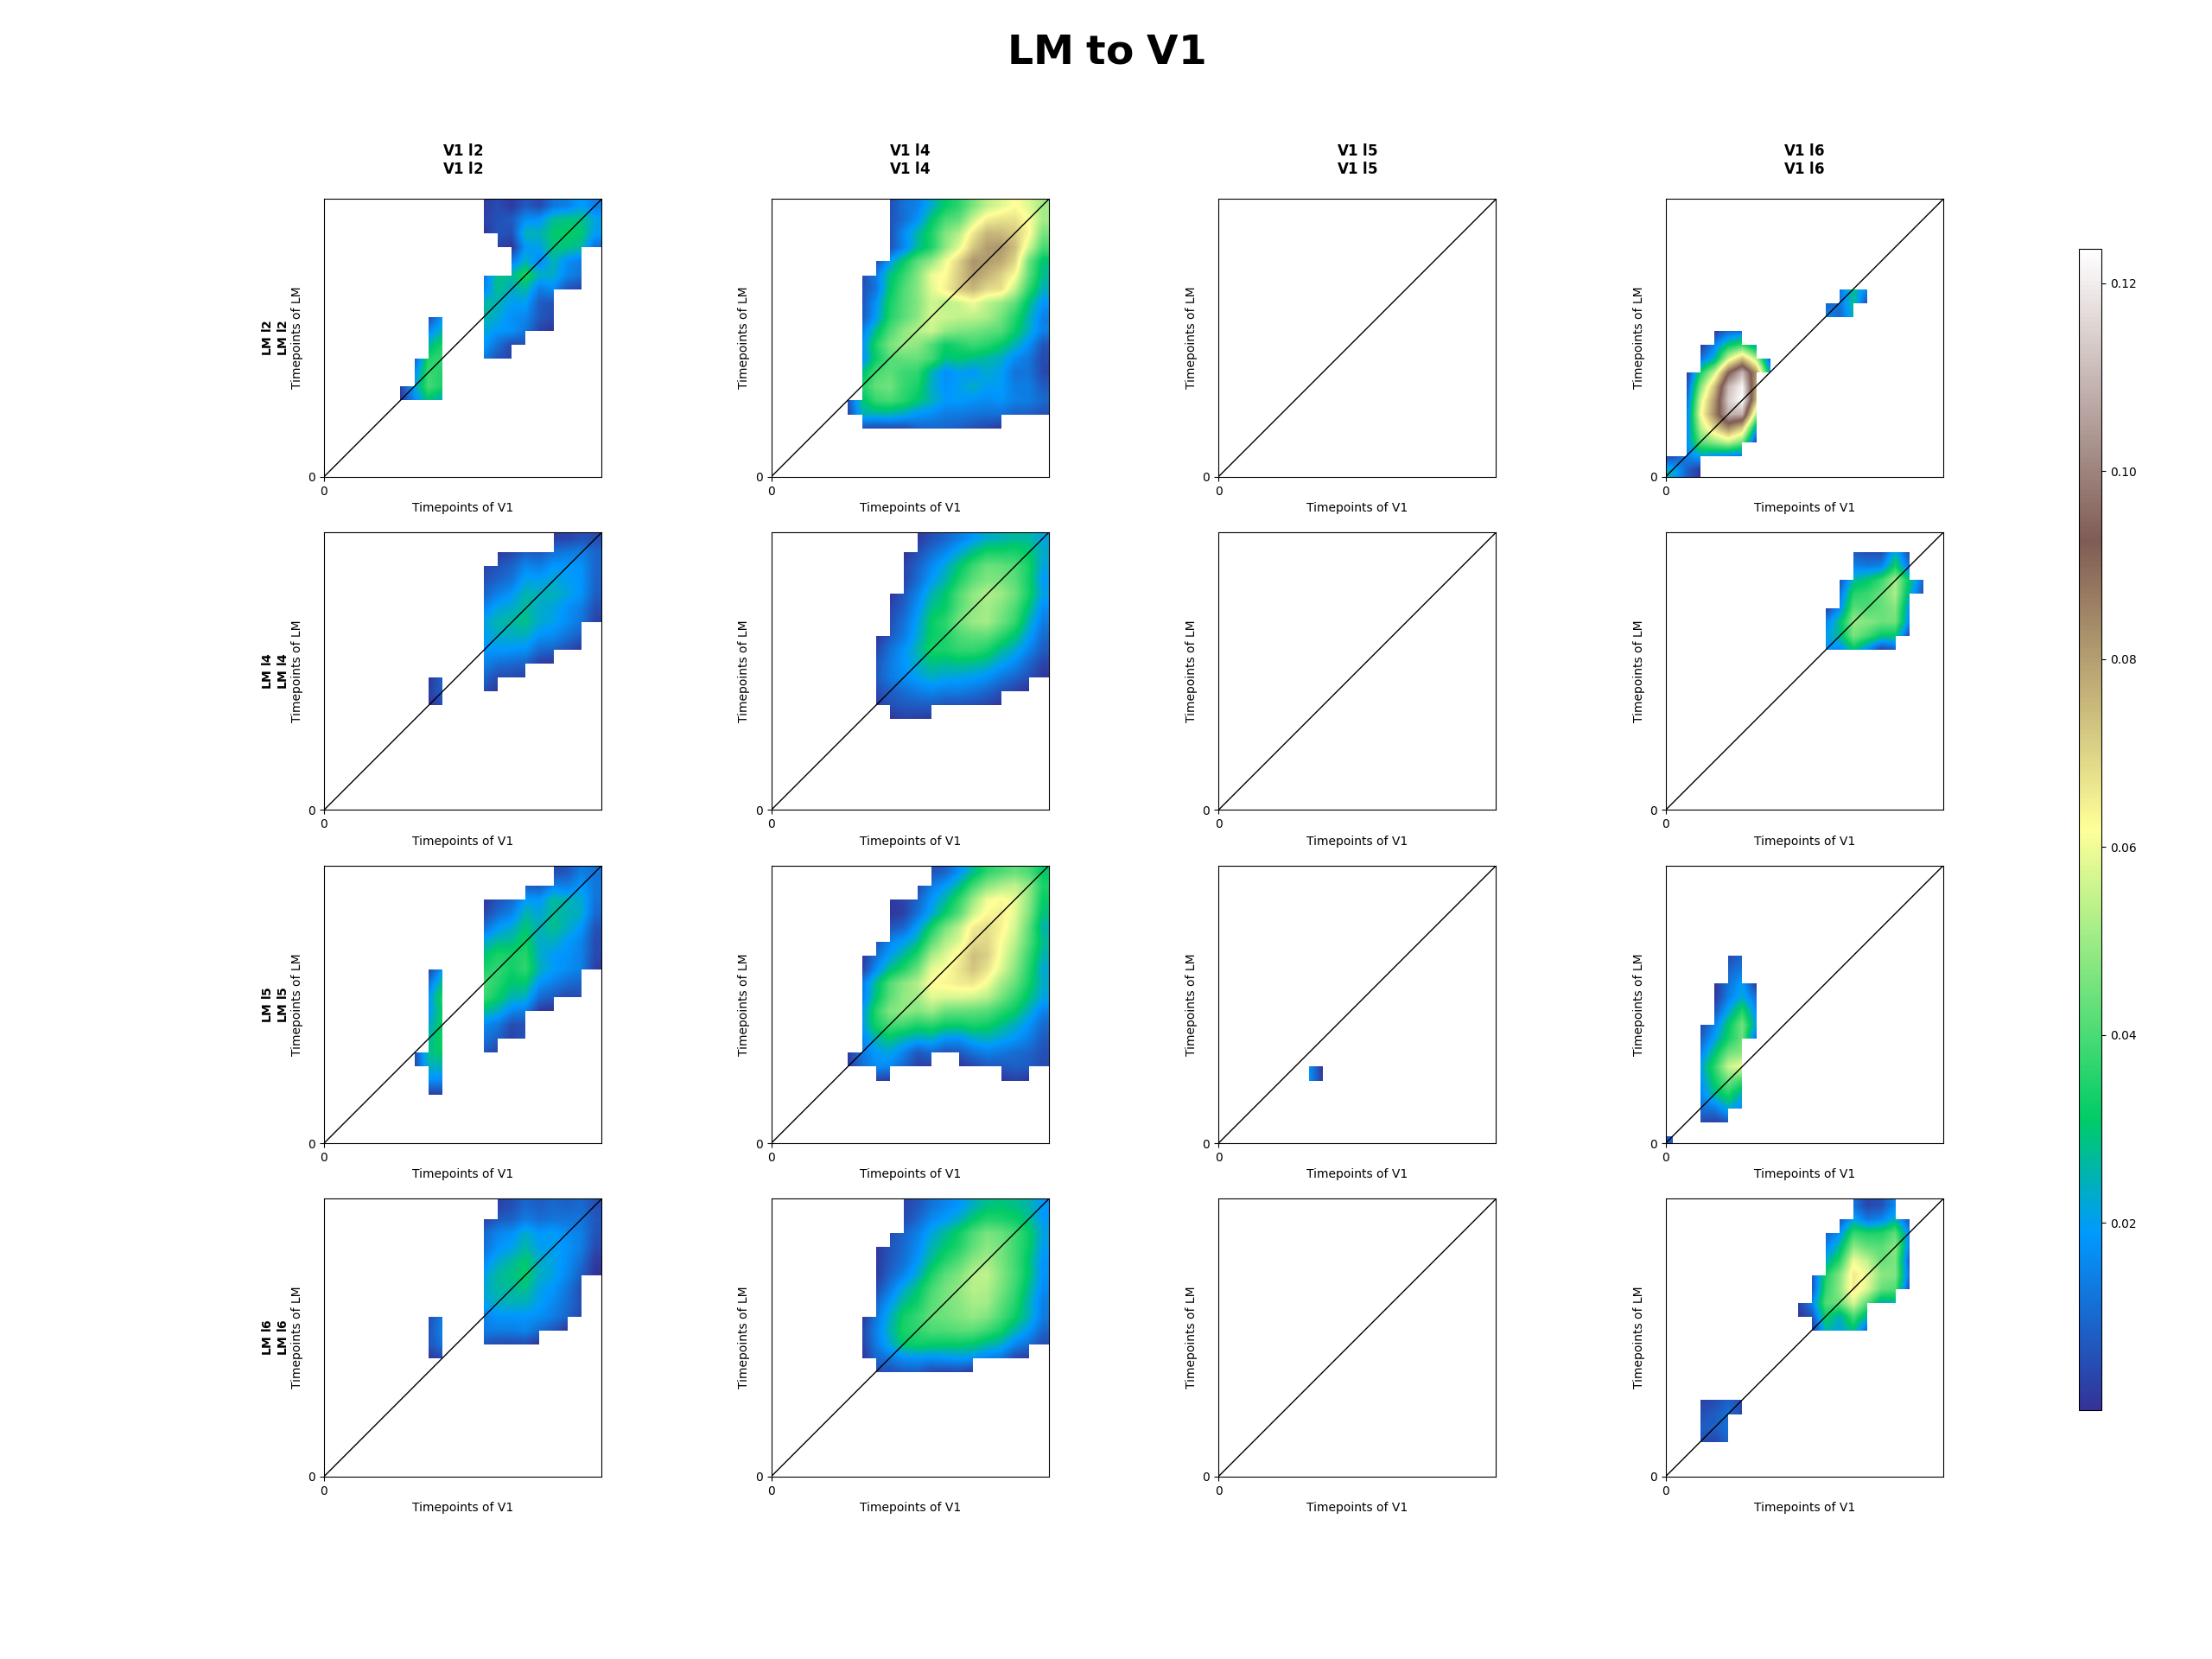 LM to V1
V1 l2
V1 l2
V1 l4
V1 l4
V1 l5
V1 l5
V1 l6
V1 l6
LM l2
LM l2
Timepoints of LM
0
0
Timepoints of V1
Timepoints of LM
0
0
Timepoints of V1
Timepoints of LM
0
0
Timepoints of V1
Timepoints of LM
0
0
Timepoints of V1
LM l4
LM l4
Timepoints of LM
0
0
Timepoints of V1
Timepoints of LM
0
0
Timepoints of V1
Timepoints of LM
0
0
Timepoints of V1
Timepoints of LM
0
0
Timepoints of V1
LM l5
LM l5
Timepoints of LM
0
0
Timepoints of V1
Timepoints of LM
0
0
Timepoints of V1
Timepoints of LM
0
0
Timepoints of V1
Timepoints of LM
0
0
Timepoints of V1
LM l6
LM l6
Timepoints of LM
0
0
Timepoints of V1
Timepoints of LM
0
0
Timepoints of V1
Timepoints of LM
0
0
Timepoints of V1
Timepoints of LM
0
0
Timepoints of V1
0.12
0.10
0.08
0.06
0.04
0.02